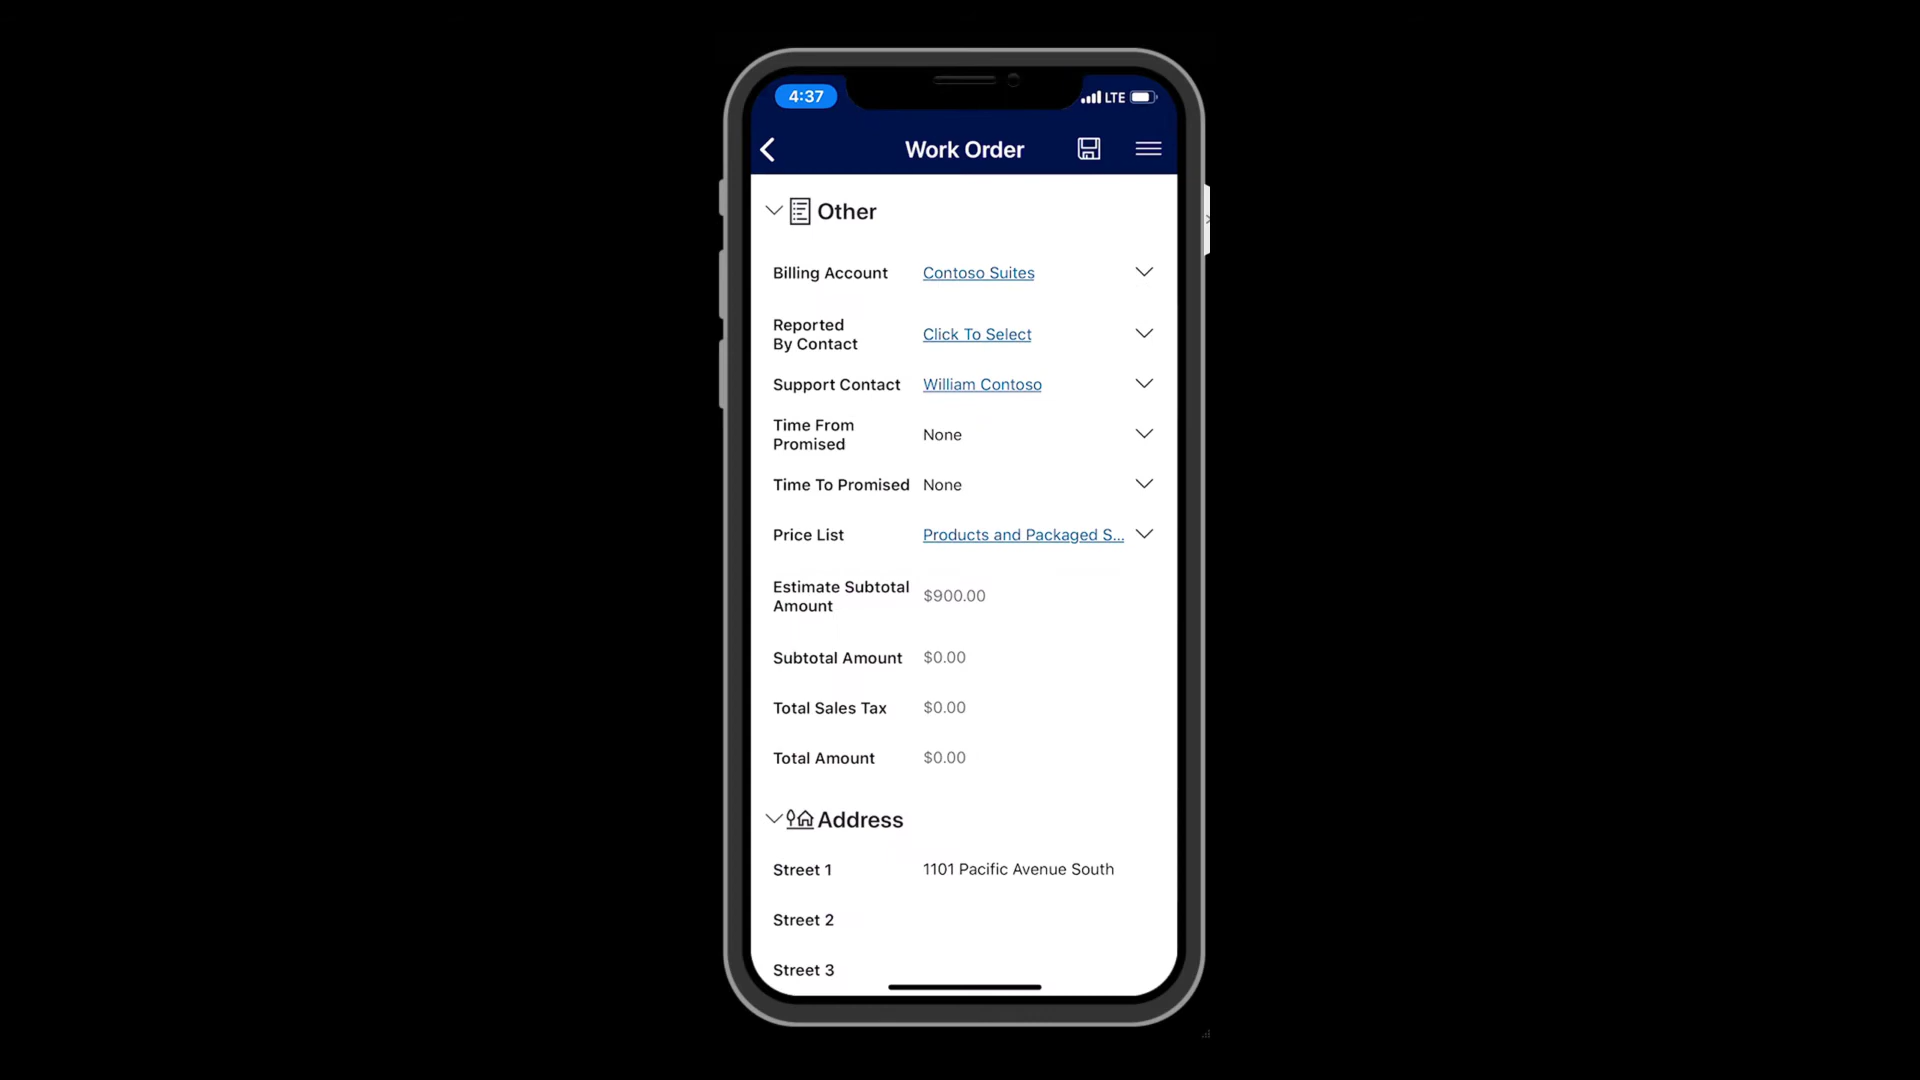 4:37
LTE
Work Order
Other
Billing Account Contoso Suites
Reported
By Contact
Click To Select
Support Contact William Contoso
Time From
Promised
None
Time To Promised None
Price List Products and Packaged S...
Estimate Subtotal
Amount
$900.00
Subtotal Amount $0.00
Total Sales Tax $0.00
Total Amount $0.00
Address
Street 1 1101 Pacific Avenue South
Street 2
Street 3